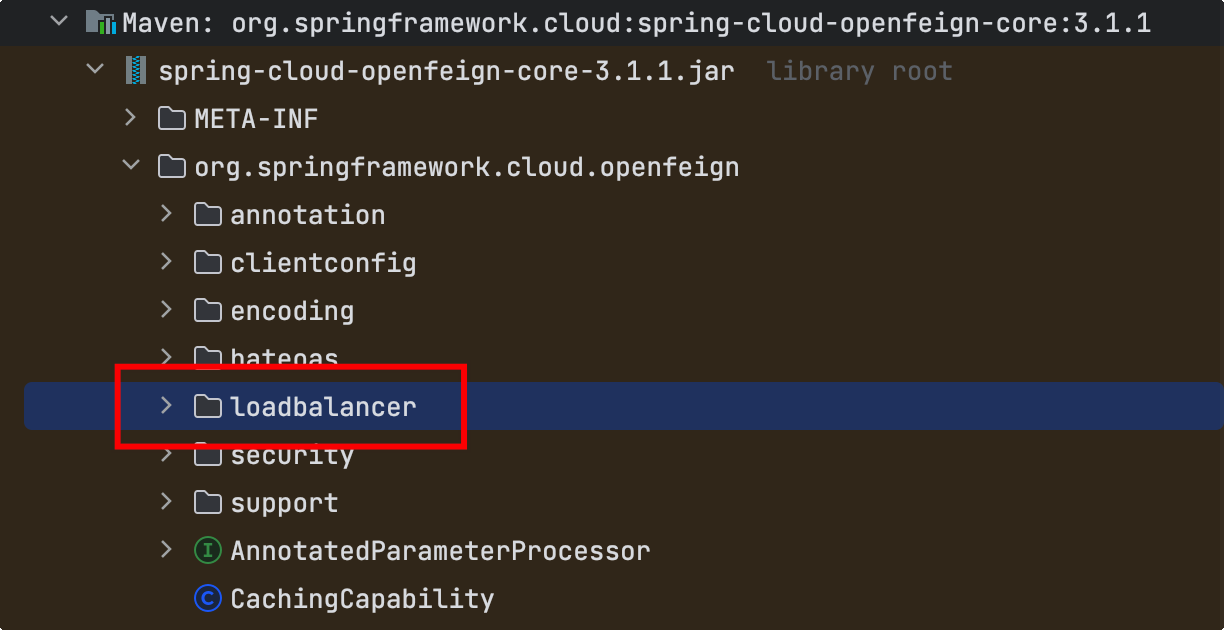 Maven: org.springframework.cloud:spring-cloud-openfeign-core:3.1.1
spring-cloud-openfeign-core-3.1.1.jar library root
META-INF
org.springframework.cloud.openfeign
annotation
clientconfig
encoding
hateoas
loadbalancer
security
support
I AnnotatedParameterProcessor
C CachingCapability